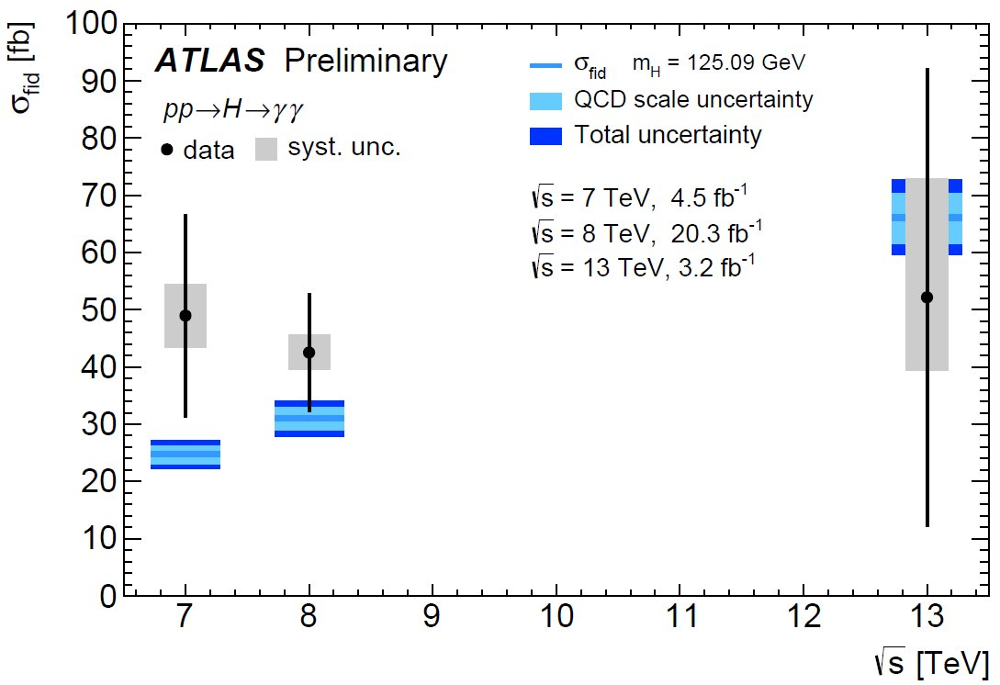 σfid [fb]
100
90
80
70
60
50
40
30
20
10
0
ATLAS Preliminary
pp→H→γγ
data syst. unc.
σfid mH = 125.09 GeV
QCD scale uncertainty
Total uncertainty
√s = 7 TeV, 4.5 fb-1
√s = 8 TeV, 20.3 fb-1
√s = 13 TeV, 3.2 fb-1
7 8 9 10 11 12 13
√s [TeV]